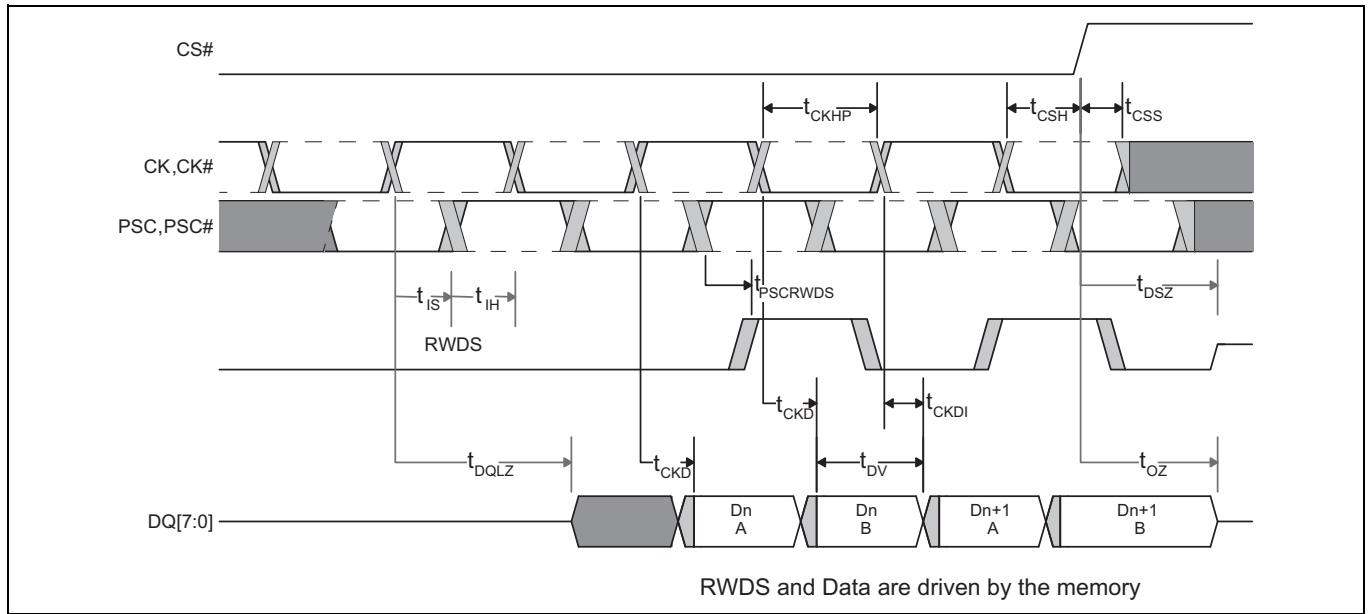 CS#
tCKHP
tCSH
tCSS
CK,CK#
PSC,PSC#
tPSCRWDS
tDSZ
tIS
tIH
RWDS
tCKD
tCKDI
tDQLZ
tCKD
tDV
tOZ
DQ[7:0]
Dn
A
Dn
B
Dn+1
A
Dn+1
B
RWDS and Data are driven by the memory